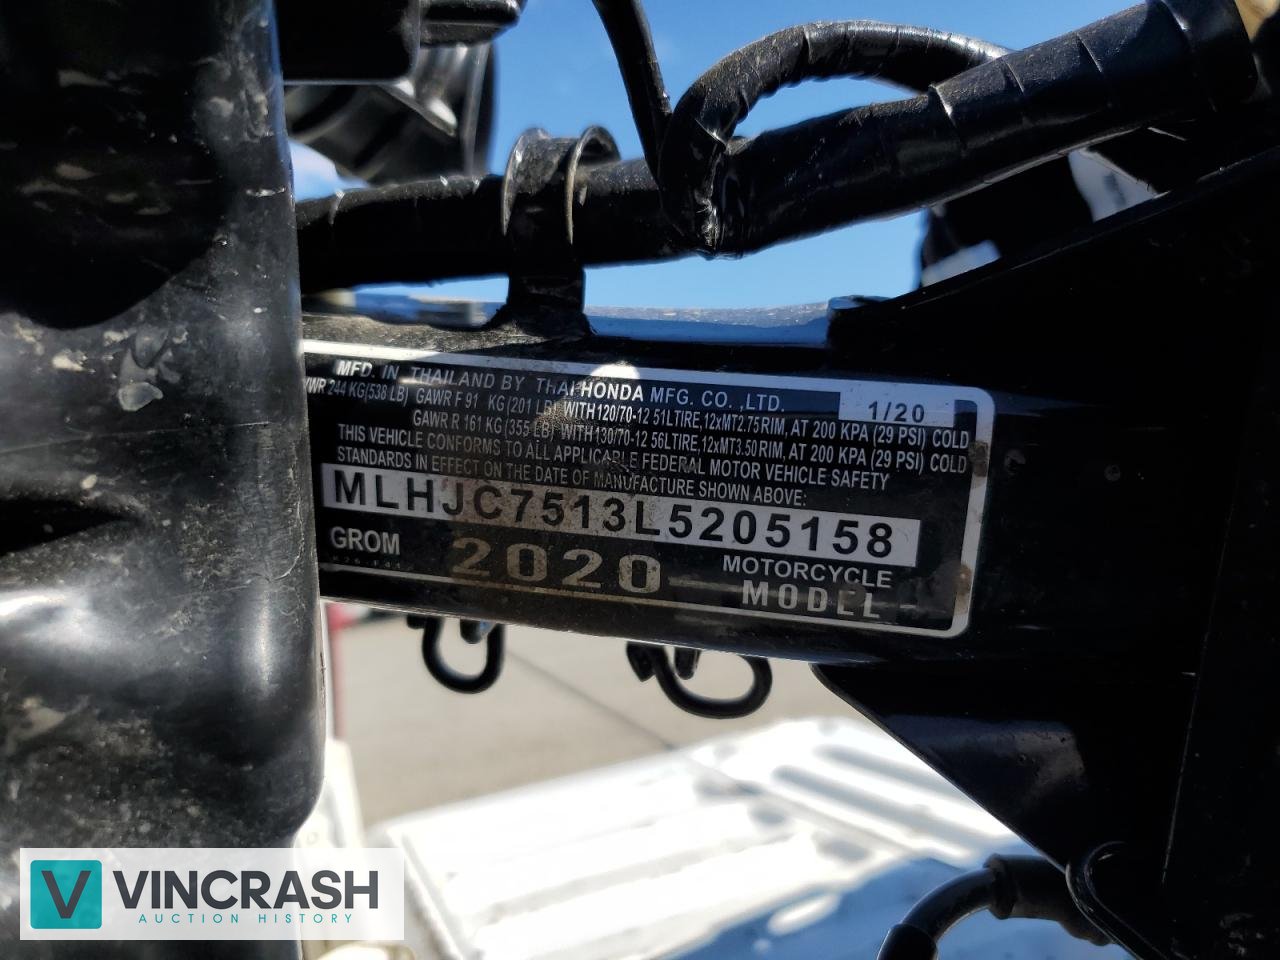 MFD. IN THAILAND BY THAI HONDA MFG. CO. ,LTD. 1/20
VWR 244 KG(538 LB) GAWR F 91 KG (201 LB) WITH 120/70-12 51L TIRE, 12xMT2.75 RIM, AT 200 KPA (29 PSI) COLD
GAWR R 161 KG (355 LB) WITH 130/70-12 56L TIRE, 12xMT3.50 RIM, AT 200 KPA (29 PSI) COLD
THIS VEHICLE CONFORMS TO ALL APPLICABLE FEDERAL MOTOR VEHICLE SAFETY
STANDARDS IN EFFECT ON THE DATE OF MANUFACTURE SHOWN ABOVE:
MLHJC7513L5205158
GROM 2020 MOTORCYCLE
MODEL
VINCRASH
AUCTION HISTORY